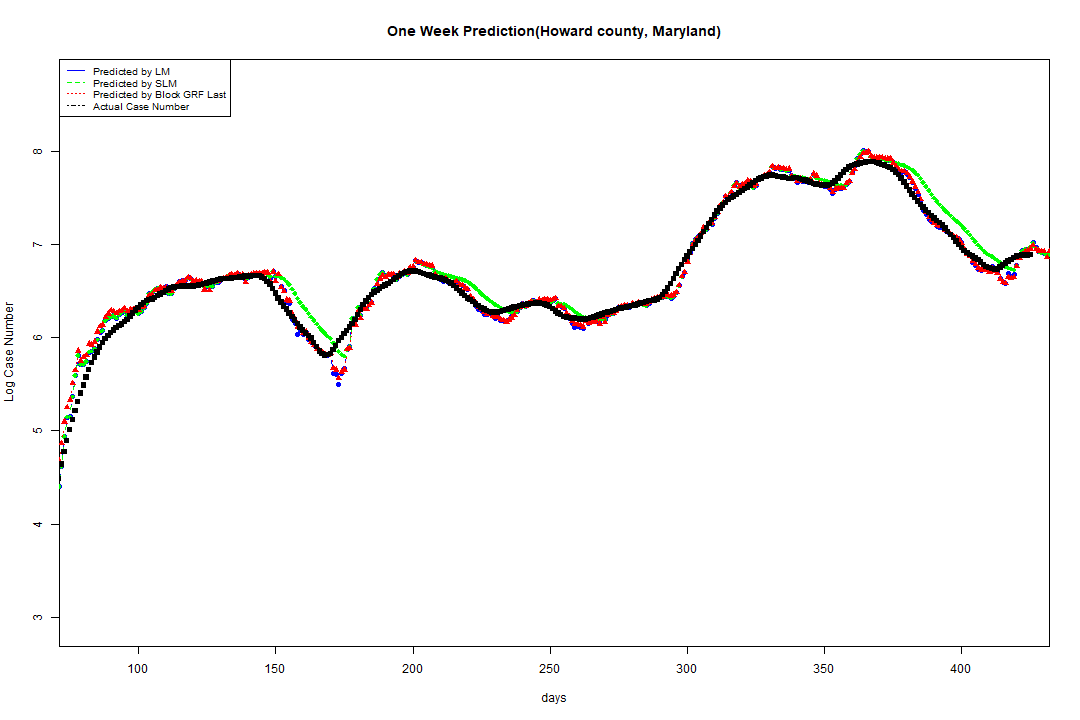 One Week Prediction(Howard county, Maryland)
Predicted by LM
Predicted by SLM
Predicted by Block GRF Last
Actual Case Number
8
7
6
5
4
3
Log Case Number
100 150 200 250 300 350 400
days